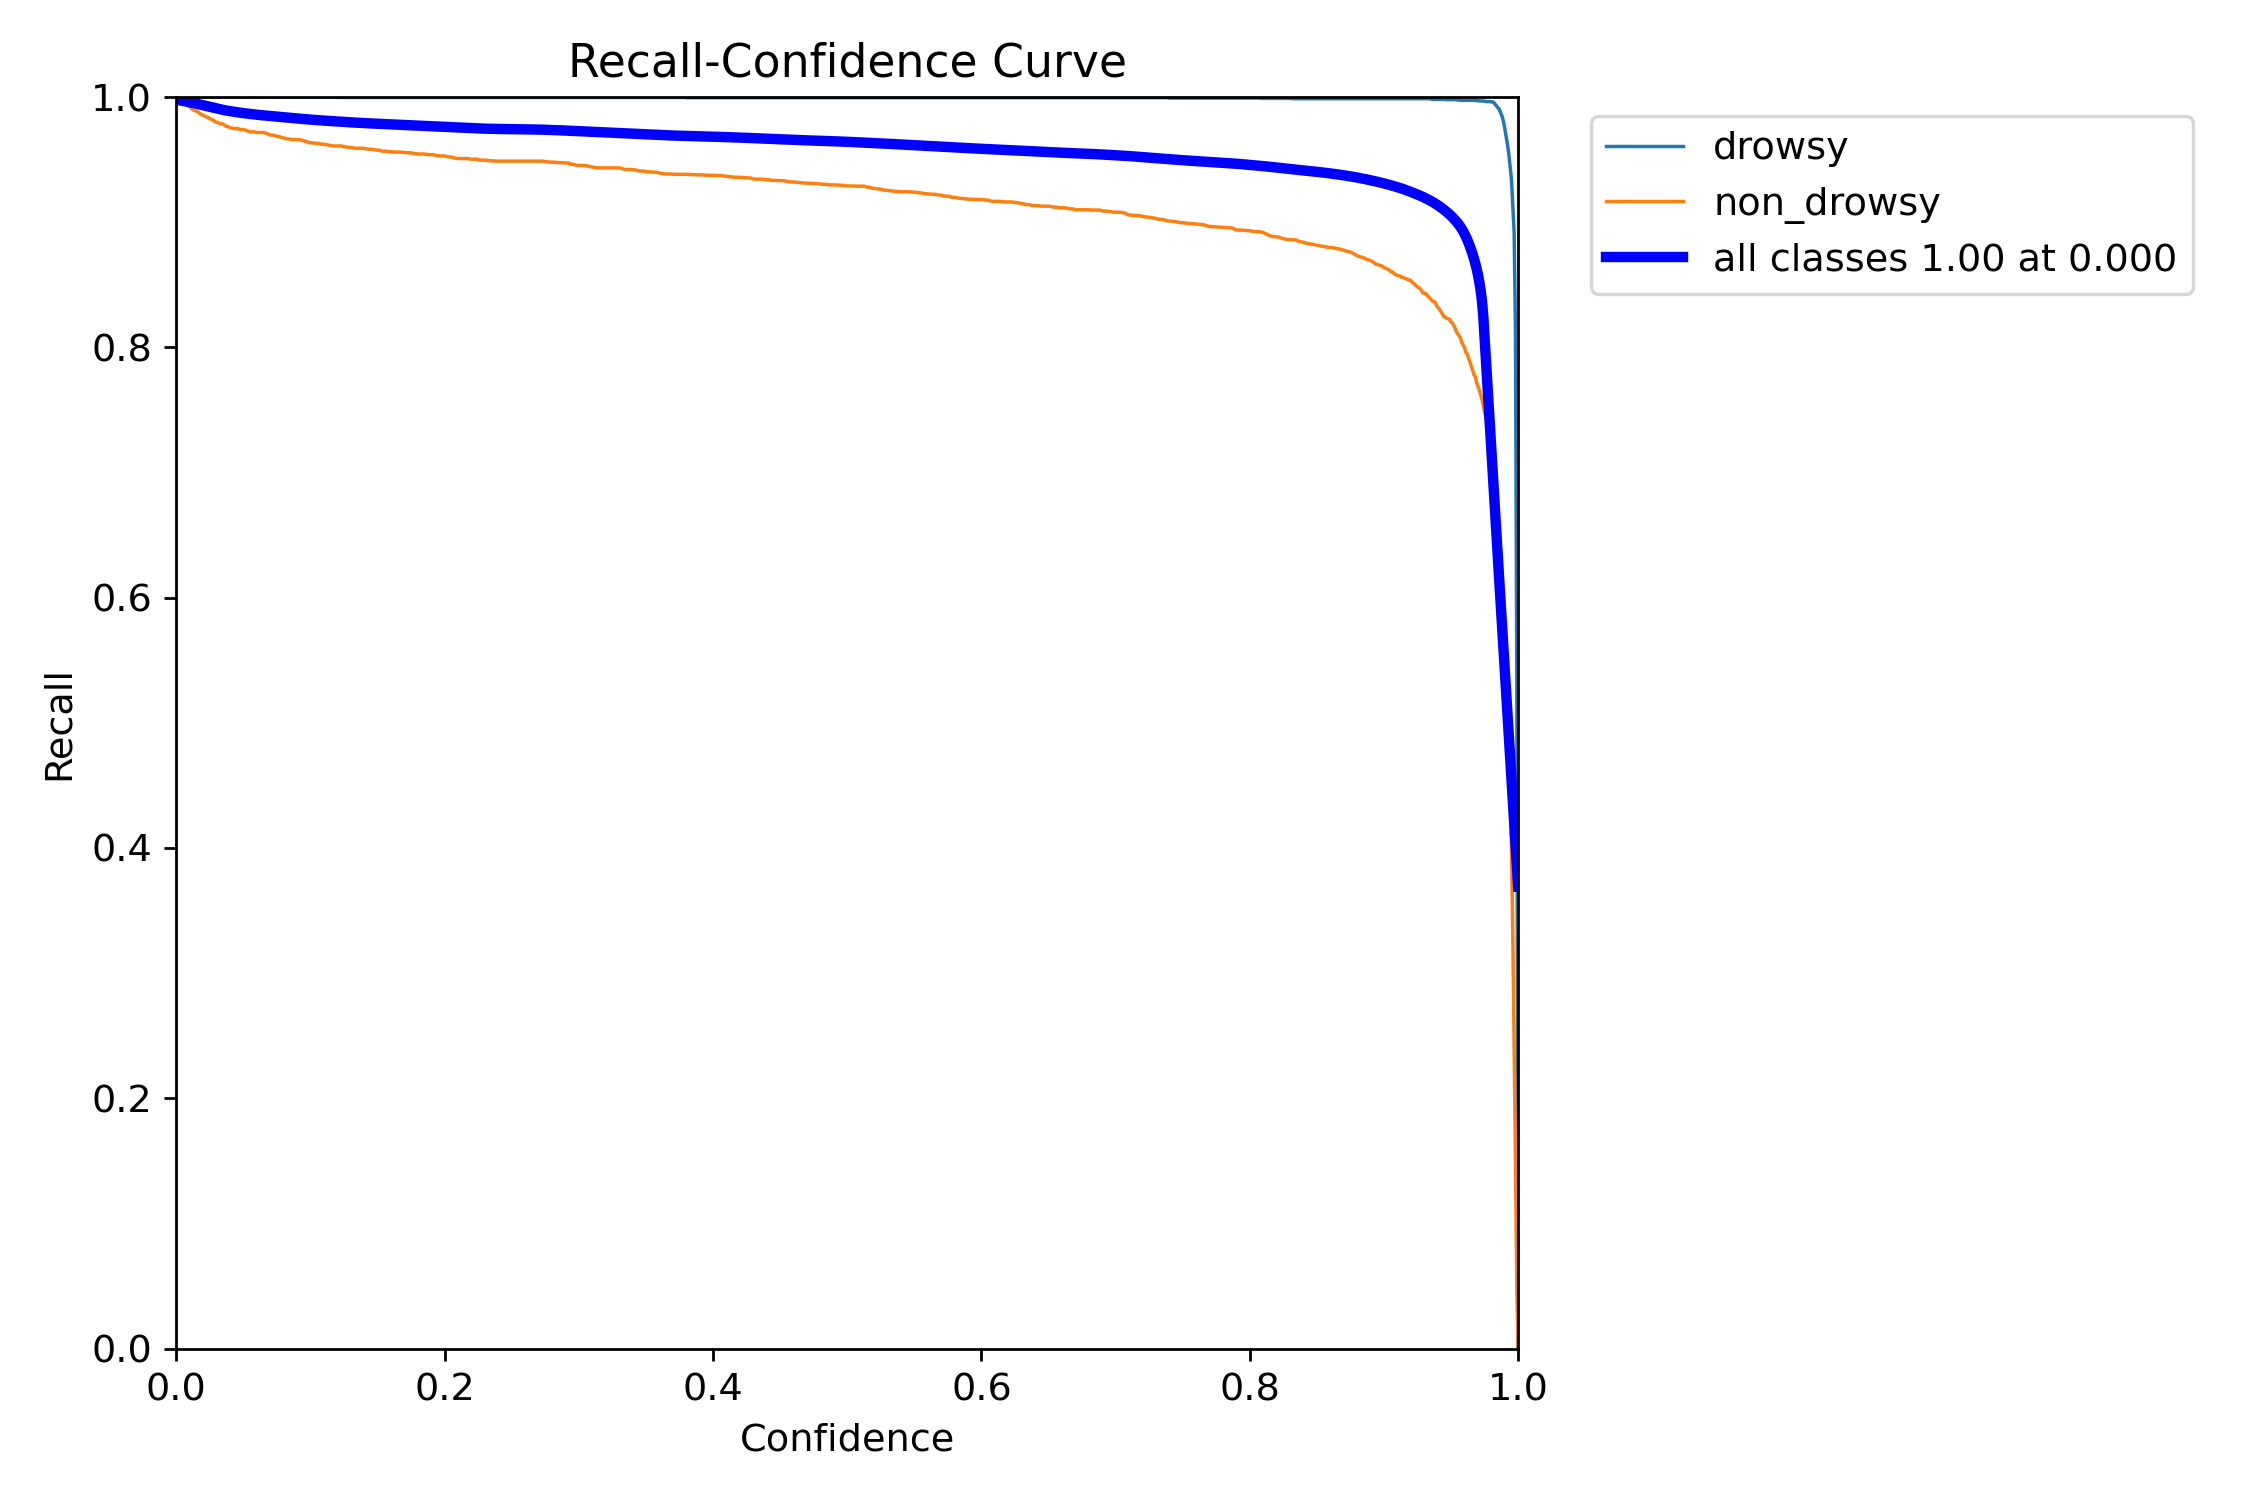 Recall-Confidence Curve
1.0
0.8
0.6
0.4
0.2
0.0
Recall
0.0 0.2 0.4 0.6 0.8 1.0
Confidence
drowsy
non_drowsy
all classes 1.00 at 0.000